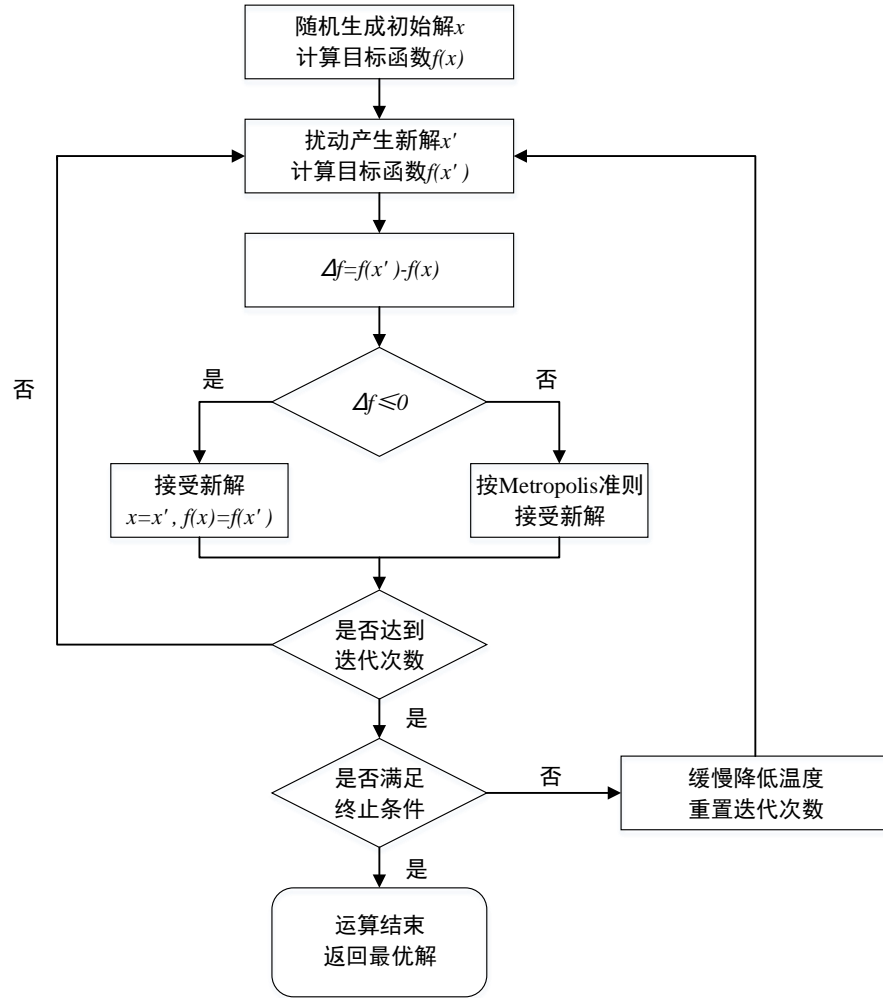 随机生成初始解x
计算目标函数f(x)
扰动产生新解x'
计算目标函数f(x')
Δf=f(x')-f(x)
Δf≤0
是
否
接受新解
x=x', f(x)=f(x')
按Metropolis准则
接受新解
否
是否达到
迭代次数
是
是否满足
终止条件
否
缓慢降低温度
重置迭代次数
是
运算结束
返回最优解